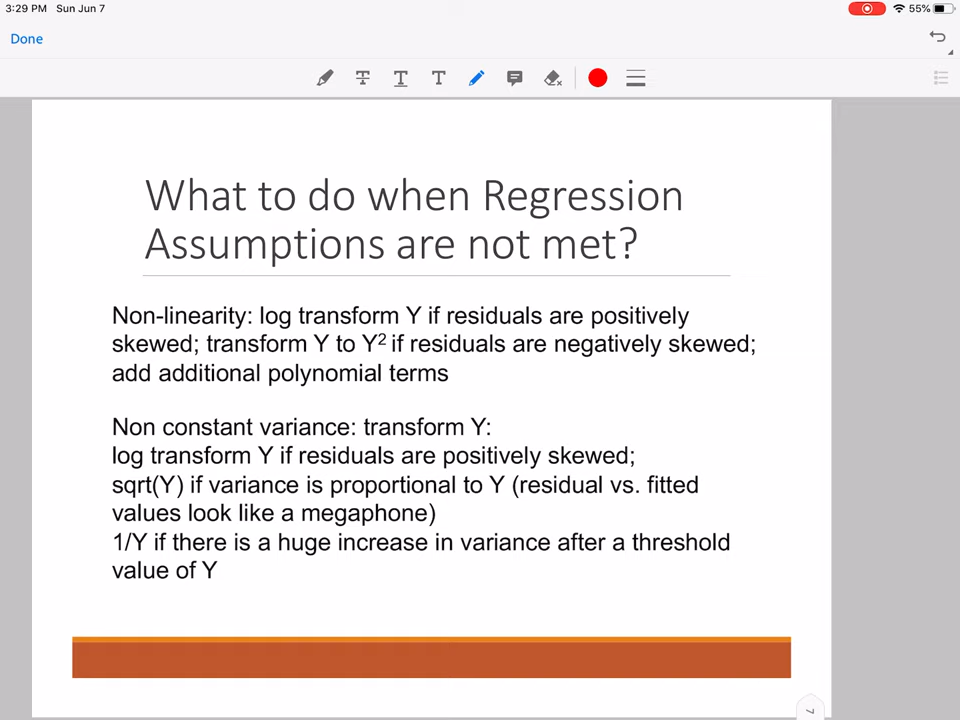 3:29 PM Sun Jun 7
55%
Done
T
T
T
What to do when Regression
Assumptions are not met?
Non-linearity: log transform Y if residuals are positively
skewed; transform Y to Y² if residuals are negatively skewed;
add additional polynomial terms
Non constant variance: transform Y:
log transform Y if residuals are positively skewed;
sqrt(Y) if variance is proportional to Y (residual vs. fitted
values look like a megaphone)
1/Y if there is a huge increase in variance after a threshold
value of Y